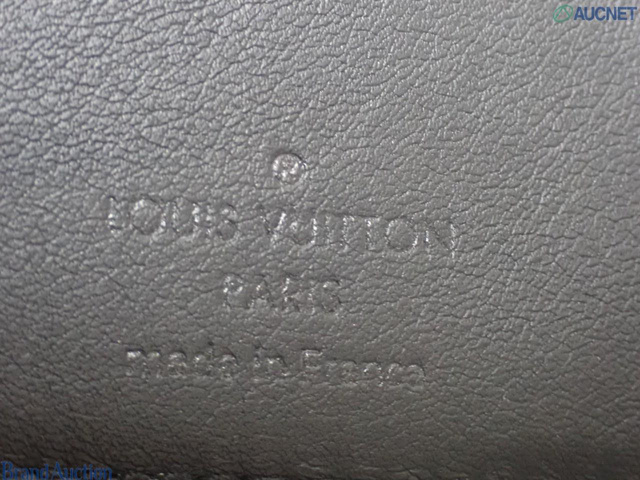 AUCNET
®
LOUIS VUITTON
PARIS
made in France
Brand Auction